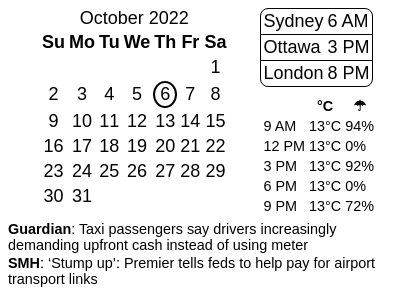 October 2022
Su Mo Tu We Th Fr Sa
1
2 3 4 5 6 7 8
9 10 11 12 13 14 15
16 17 18 19 20 21 22
23 24 25 26 27 28 29
30 31
Sydney 6 AM
Ottawa 3 PM
London 8 PM
°C ☂
9 AM 13°C 94%
12 PM 13°C 0%
3 PM 13°C 92%
6 PM 13°C 0%
9 PM 13°C 72%
Guardian: Taxi passengers say drivers increasingly
demanding upfront cash instead of using meter
SMH: ‘Stump up’: Premier tells feds to help pay for airport
transport links